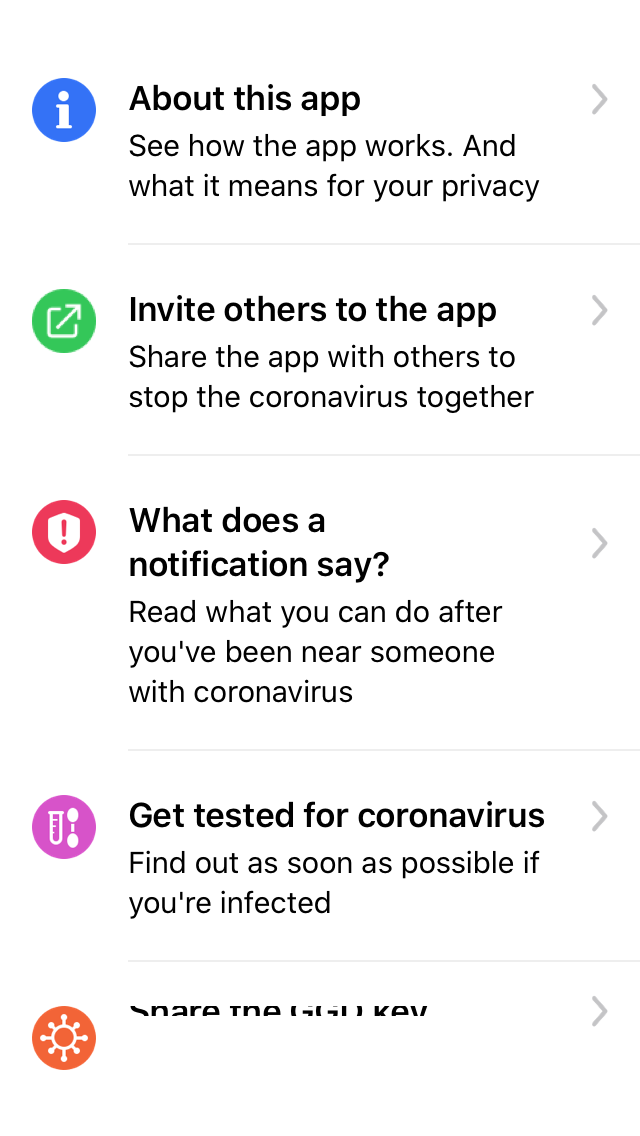 About this app
See how the app works. And
what it means for your privacy
Invite others to the app
Share the app with others to
stop the coronavirus together
What does a
notification say?
Read what you can do after
you've been near someone
with coronavirus
Get tested for coronavirus
Find out as soon as possible if
you're infected
Share the GGD key